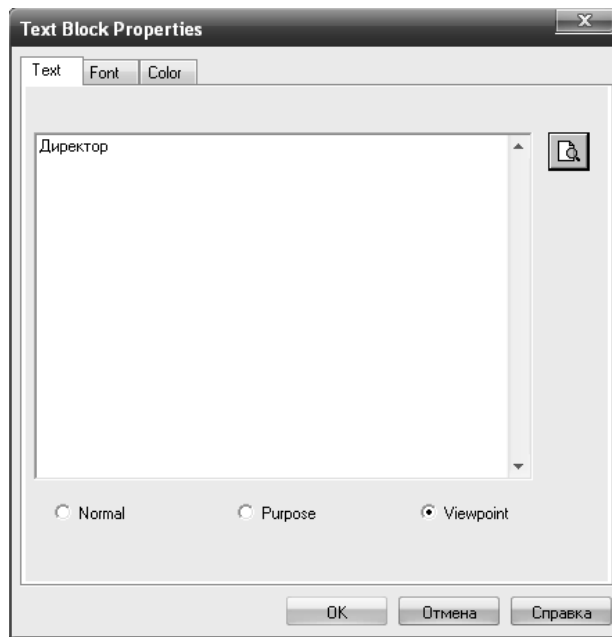 Text Block Properties
Text Font Color
Директор
Normal Purpose Viewpoint
OK Отмена Справка